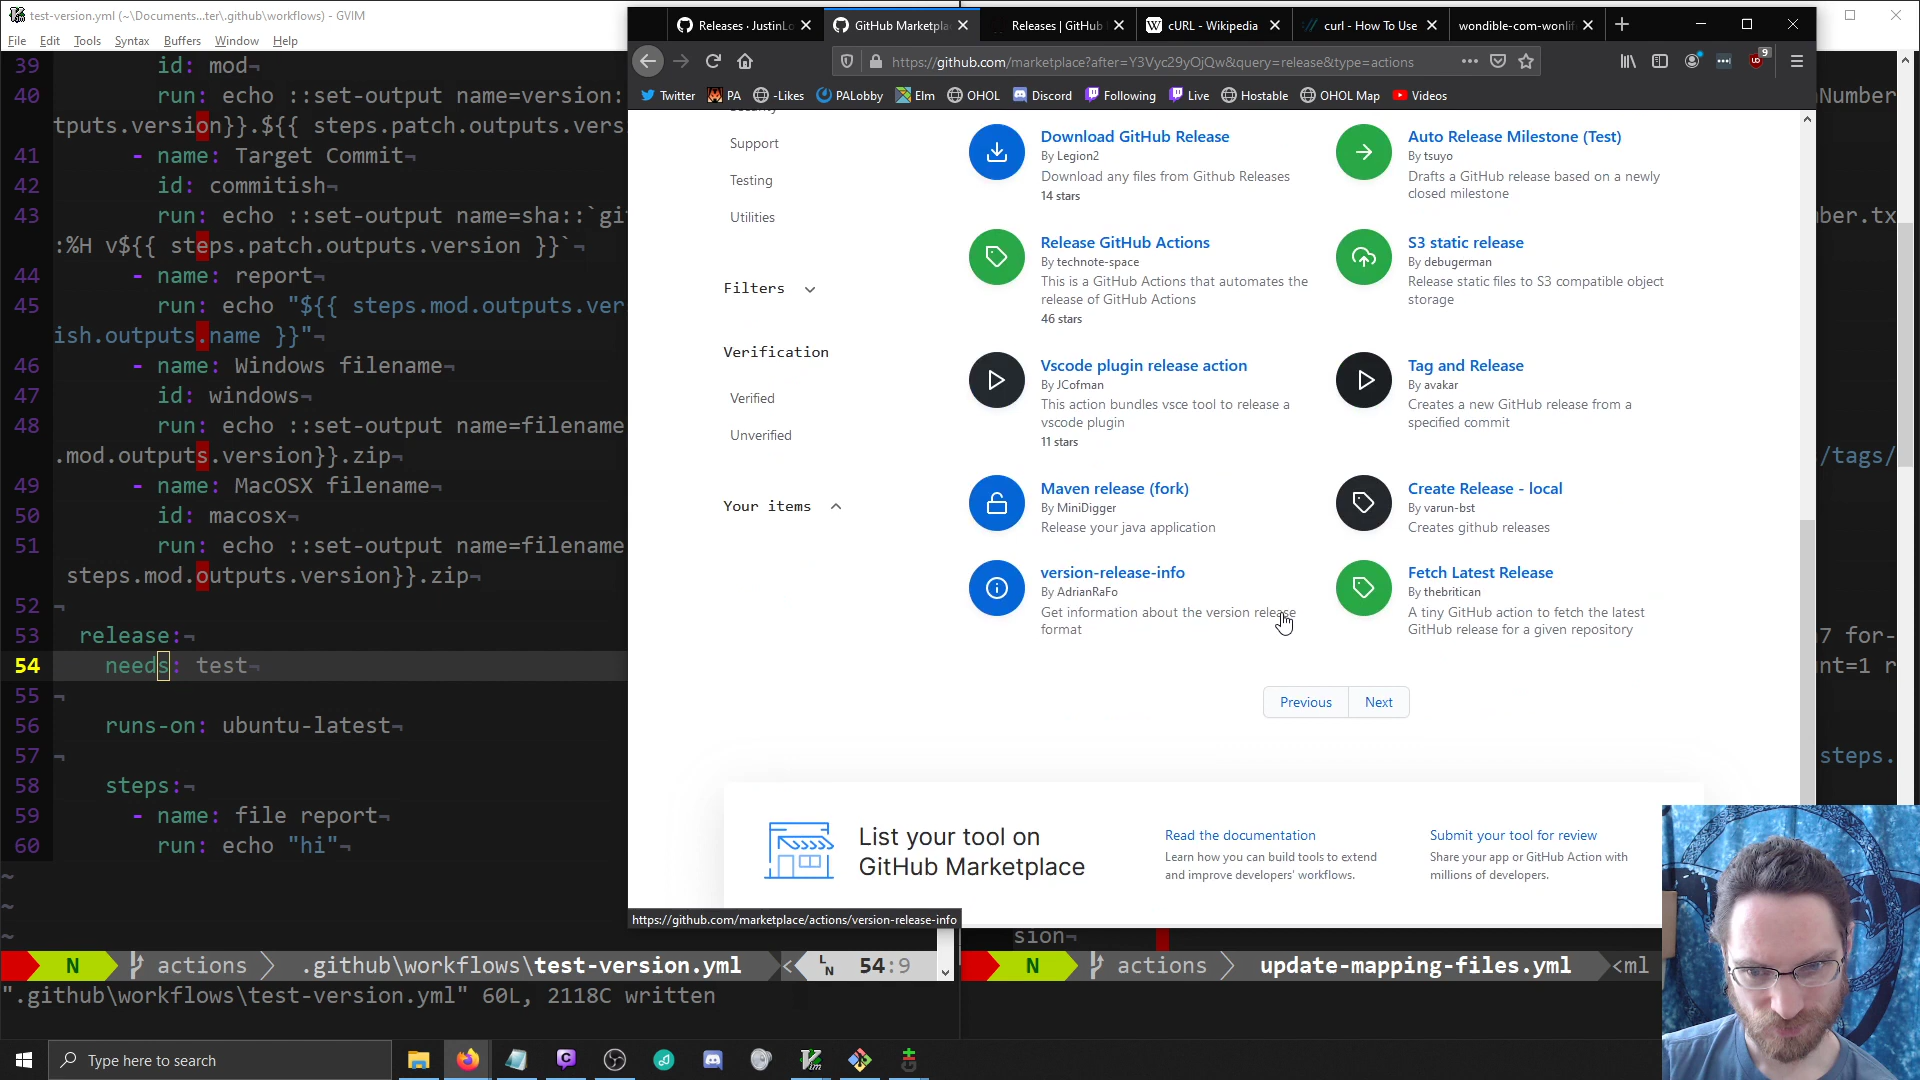 test-version.yml (~\Documents...ter\.github\workflows) - GVIM
File Edit Tools Syntax Buffers Window Help
39 id: mod¬
40 run: echo ::set-output name=version:
tputs.version}}.${{ steps.patch.outputs.vers
41 - name: Target Commit¬
42 id: commitish¬
43 run: echo ::set-output name=sha::`gi
:%H v${{ steps.patch.outputs.version }}`¬
44 - name: report¬
45 run: echo "${{ steps.mod.outputs.ver
ish.outputs.name }}"¬
46 - name: Windows filename¬
47 id: windows¬
48 run: echo ::set-output name=filename
.mod.outputs.version}}.zip¬
49 - name: MacOSX filename¬
50 id: macosx¬
51 run: echo ::set-output name=filename
steps.mod.outputs.version}}.zip¬
52 ¬
53 release:¬
54 needs: test¬
55 ¬
56 runs-on: ubuntu-latest¬
57 ¬
58 steps:¬
59 - name: file report¬
60 run: echo "hi"¬
~
~
~
N actions .github\workflows\test-version.yml < LN 54:9
".github\workflows\test-version.yml" 60L, 2118C written
Releases · JustinLo
GitHub Marketpla
Releases | GitHub
cURL - Wikipedia
curl - How To Use
wondible-com-wonlif
https://github.com/marketplace?after=Y3Vyc29yOjQw&query=release&type=actions
9
Twitter PA -Likes PALobby Elm OHOL Discord Following Live Hostable OHOL Map Videos
Support
Testing
Utilities
Filters
Verification
Verified
Unverified
Your items
Download GitHub Release
By Legion2
Download any files from Github Releases
14 stars
Auto Release Milestone (Test)
By tsuyo
Drafts a GitHub release based on a newly
closed milestone
Release GitHub Actions
By technote-space
This is a GitHub Actions that automates the
release of GitHub Actions
46 stars
S3 static release
By debugerman
Release static files to S3 compatible object
storage
Vscode plugin release action
By JCofman
This action bundles vsce tool to release a
vscode plugin
11 stars
Tag and Release
By avakar
Creates a new GitHub release from a
specified commit
Maven release (fork)
By MiniDigger
Release your java application
Create Release - local
By varun-bst
Creates github releases
version-release-info
By AdrianRaFo
Get information about the version release
format
Fetch Latest Release
By thebritican
A tiny GitHub action to fetch the latest
GitHub release for a given repository
Previous Next
List your tool on
GitHub Marketplace
Read the documentation
Learn how you can build tools to extend
and improve developers' workflows.
Submit your tool for review
Share your app or GitHub Action with
millions of developers.
https://github.com/marketplace/actions/version-release-info
nNumber
ber.tx
/tags/
7 for-
nt=1 r
steps.
sion¬
N actions update-mapping-files.yml <ml
Type here to search